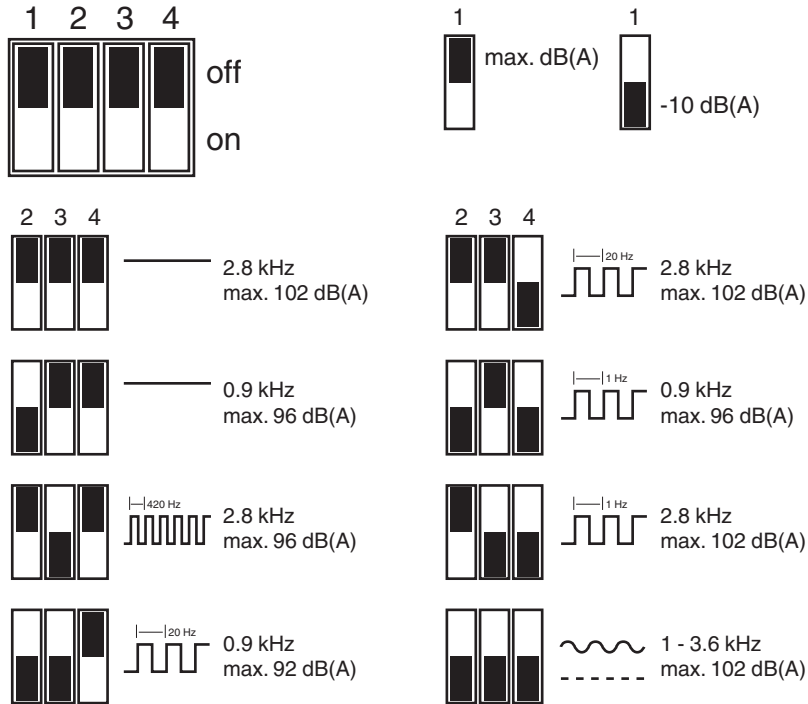 1 2 3 4
off
on
1
max. dB(A)
1
-10 dB(A)
2 3 4
2.8 kHz
max. 102 dB(A)
0.9 kHz
max. 96 dB(A)
420 Hz
2.8 kHz
max. 96 dB(A)
20 Hz
0.9 kHz
max. 92 dB(A)
2 3 4
20 Hz
2.8 kHz
max. 102 dB(A)
1 Hz
0.9 kHz
max. 96 dB(A)
1 Hz
2.8 kHz
max. 102 dB(A)
1 - 3.6 kHz
max. 102 dB(A)